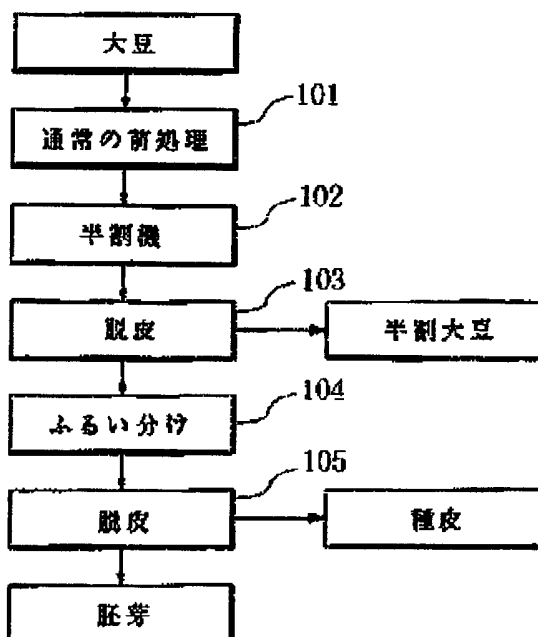 大豆
101
通常の前処理
102
半割機
103
脱皮
半割大豆
104
ふるい分け
105
脱皮
種皮
胚芽